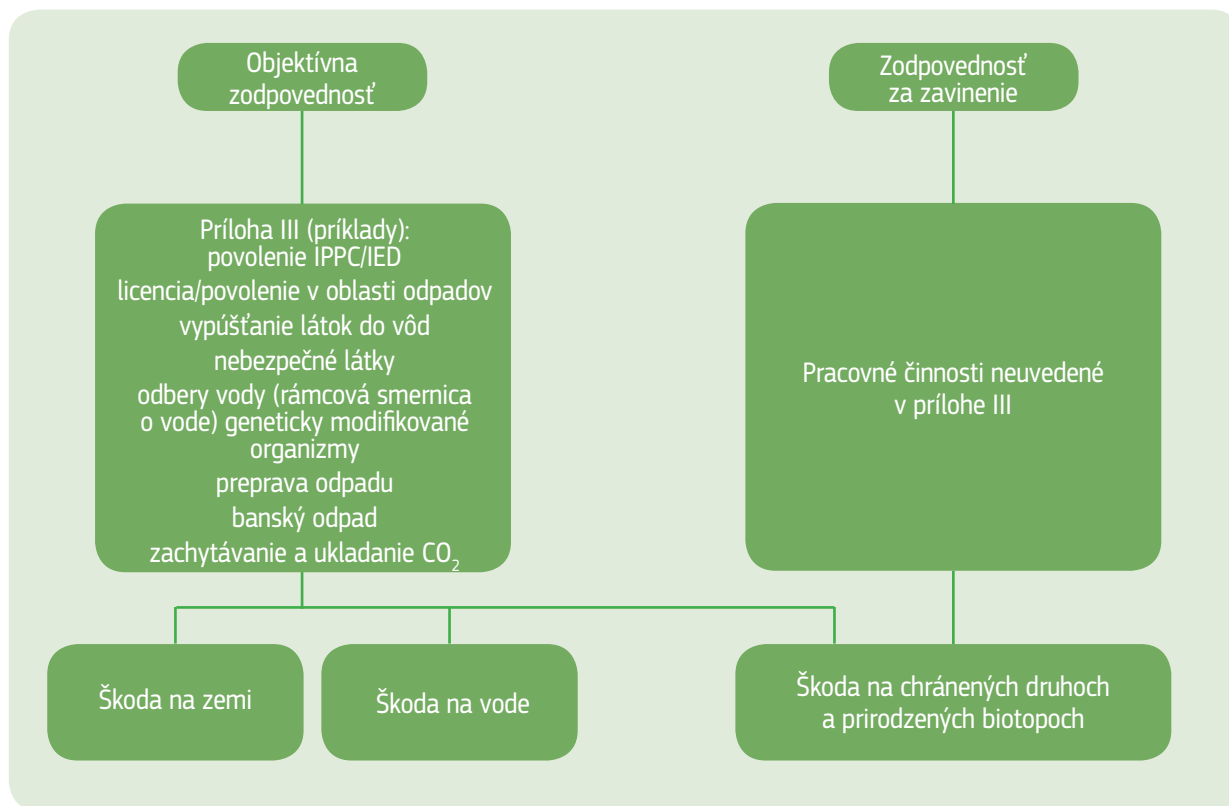 Objektívna
zodpovednosť
Zodpovednosť
za zavinenie
Príloha III (príklady):
povolenie IPPC/IED
licencia/povolenie v oblasti odpadov
vypúšťanie látok do vôd
nebezpečné látky
odbery vody (rámcová smernica
o vode) geneticky modifikované
organizmy
preprava odpadu
banský odpad
zachytávanie a ukladanie CO₂
Pracovné činnosti neuvedené
v prílohe III
Škoda na zemi
Škoda na vode
Škoda na chránených druhoch
a prirodzených biotopoch